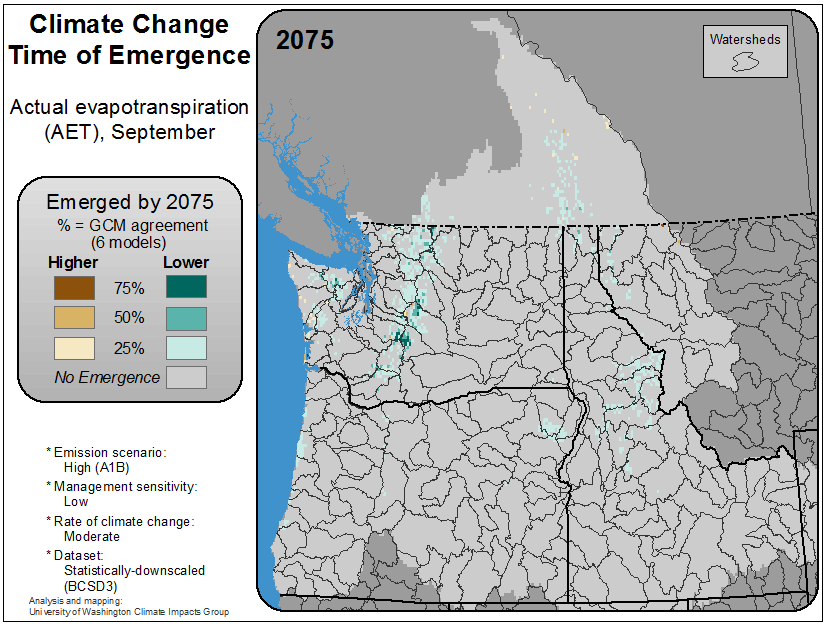 Climate Change
Time of Emergence
Actual evapotranspiration
(AET), September
Emerged by 2075
% = GCM agreement
(6 models)
Higher Lower
75%
50%
25%
No Emergence
* Emission scenario:
High (A1B)
* Management sensitivity:
Low
* Rate of climate change:
Moderate
* Dataset:
Statistically-downscaled
(BCSD3)
Analysis and mapping:
University of Washington Climate Impacts Group
2075
Watersheds